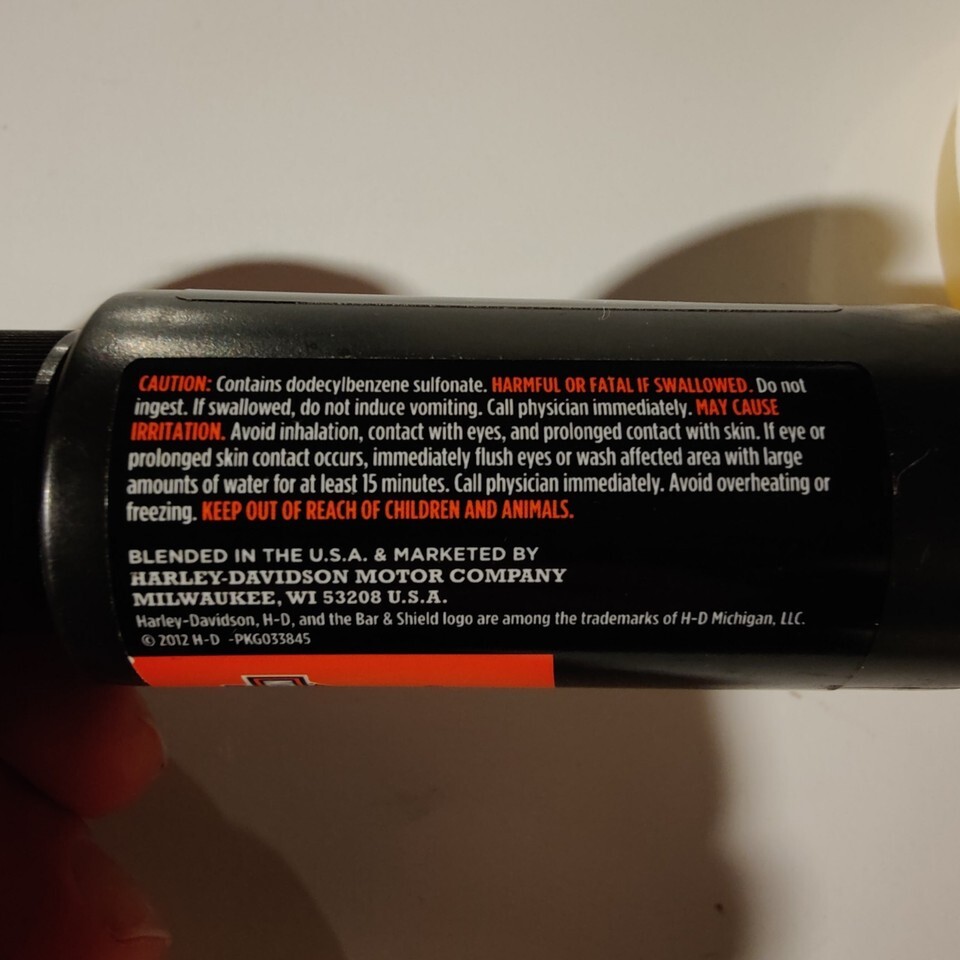 CAUTION: Contains dodecylbenzene sulfonate. HARMFUL OR FATAL IF SWALLOWED. Do not
ingest. If swallowed, do not induce vomiting. Call physician immediately. MAY CAUSE
IRRITATION. Avoid inhalation, contact with eyes, and prolonged contact with skin. If eye or
prolonged skin contact occurs, immediately flush eyes or wash affected area with large
amounts of water for at least 15 minutes. Call physician immediately. Avoid overheating or
freezing. KEEP OUT OF REACH OF CHILDREN AND ANIMALS.
BLENDED IN THE U.S.A. & MARKETED BY
HARLEY-DAVIDSON MOTOR COMPANY
MILWAUKEE, WI 53208 U.S.A.
Harley-Davidson, H-D, and the Bar & Shield logo are among the trademarks of H-D Michigan, LLC.
© 2012 H-D -PKG033845